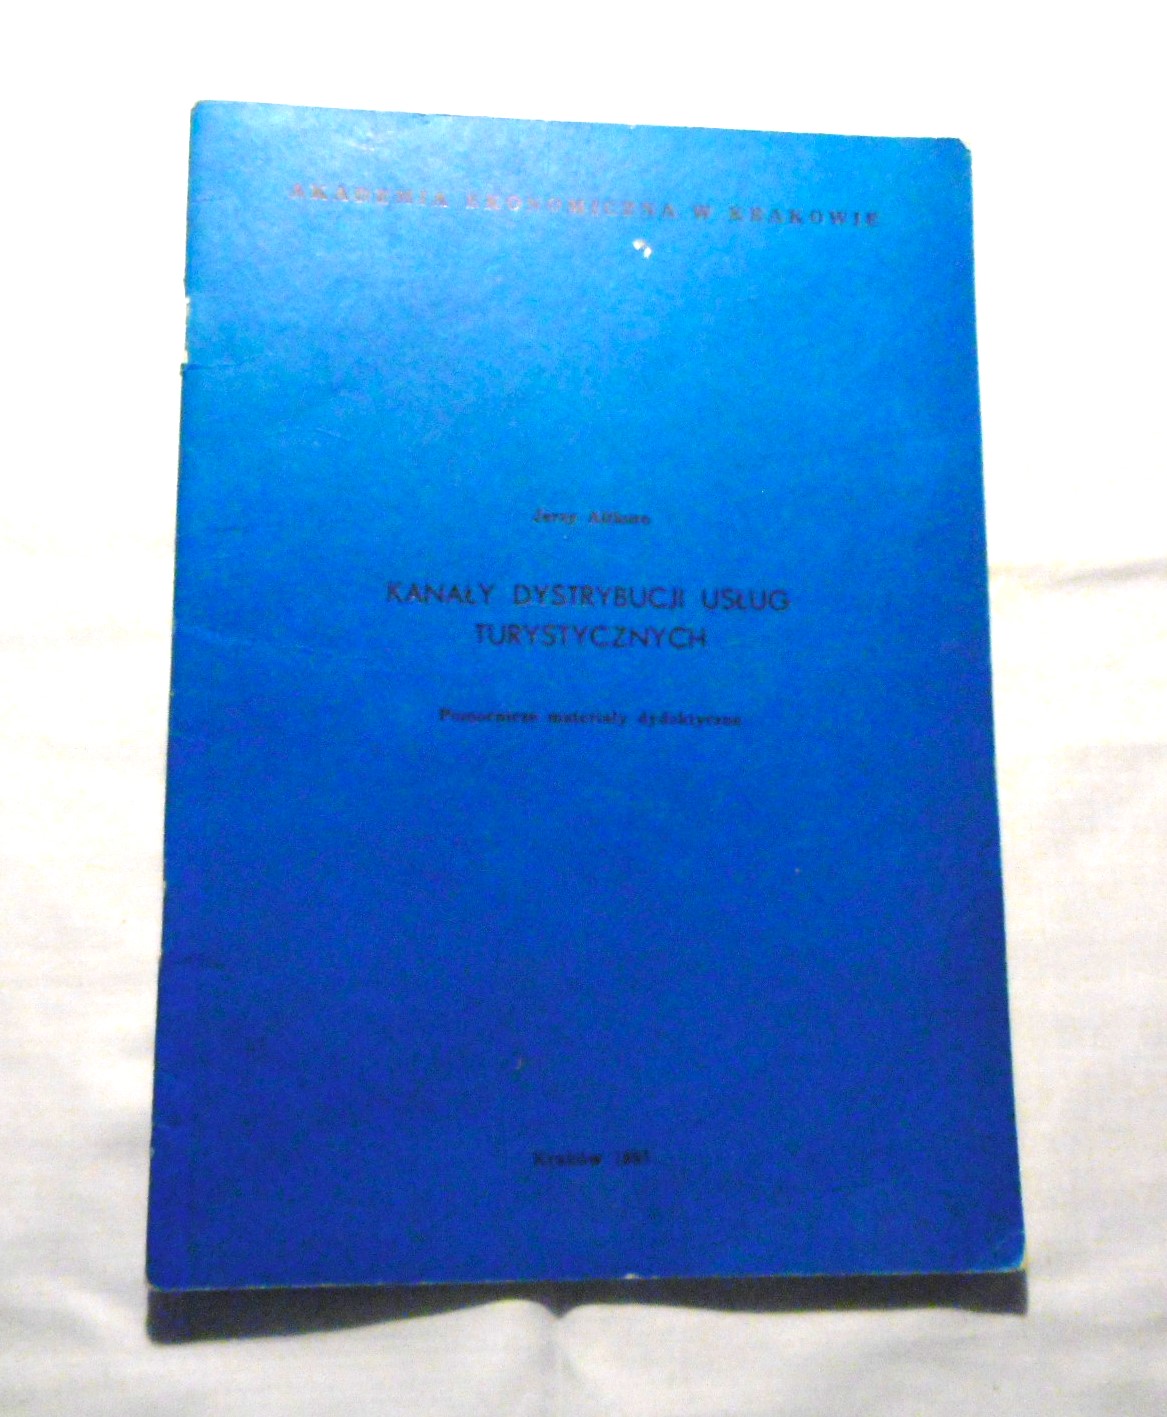 AKADEMIA EKONOMICZNA W KRAKOWIE
Jerzy Altkorn
KANAŁY DYSTRYBUCJI USŁUG
TURYSTYCZNYCH
Pomocnicze materiały dydaktyczne
Kraków